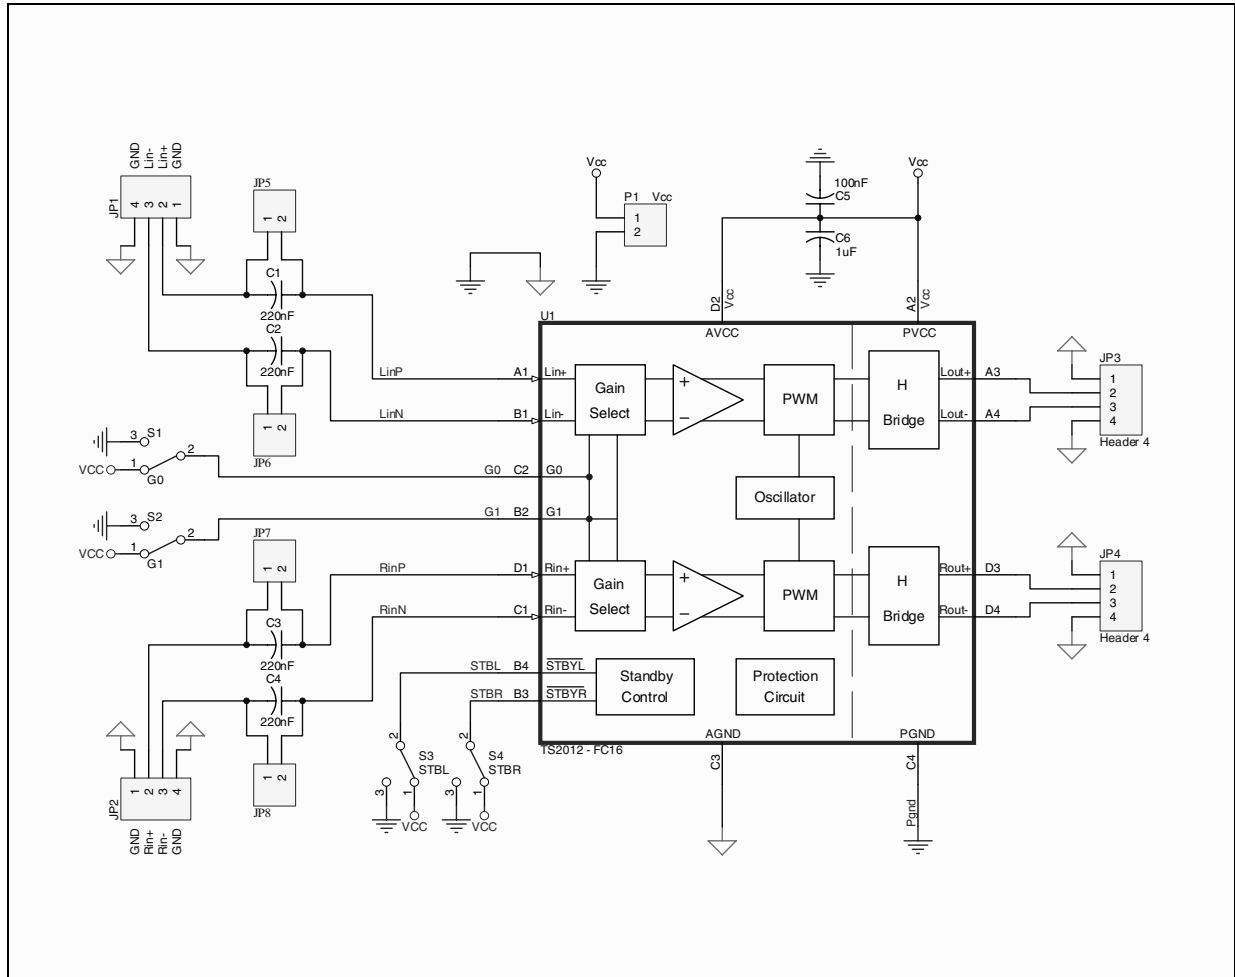 GND
Lin-
Lin+
GND
JP1
4
3
2
1
JP5
1
2
C1
220nF
C2
220nF
1
2
JP6
Vcc
P1 Vcc
1
2
100nF
C5
C6
1uF
Vcc
D2
Vcc
A2
Vcc
U1
AVCC
PVCC
LinP
A1
Lin+
LinN
B1
Lin-
Gain
Select
+
−
PWM
H
Bridge
Lout+
A3
Lout-
A4
JP3
1
2
3
4
Header 4
3
S1
2
VCC
1
G0
G0
C2
G0
Oscillator
3
S2
2
VCC
1
G1
G1
B2
G1
JP7
1
2
C3
220nF
C4
220nF
1
2
JP8
RinP
D1
Rin+
RinN
C1
Rin-
Gain
Select
+
−
PWM
H
Bridge
Rout+
D3
Rout-
D4
JP4
1
2
3
4
Header 4
STBL
B4
STBYL
STBR
B3
STBYR
Standby
Control
Protection
Circuit
AGND
PGND
TS2012 - FC16
2
S3
STBL
3
1
VCC
2
S4
STBR
3
1
VCC
C3
C4
Pgnd
JP2
1
2
3
4
GND
Rin+
Rin-
GND